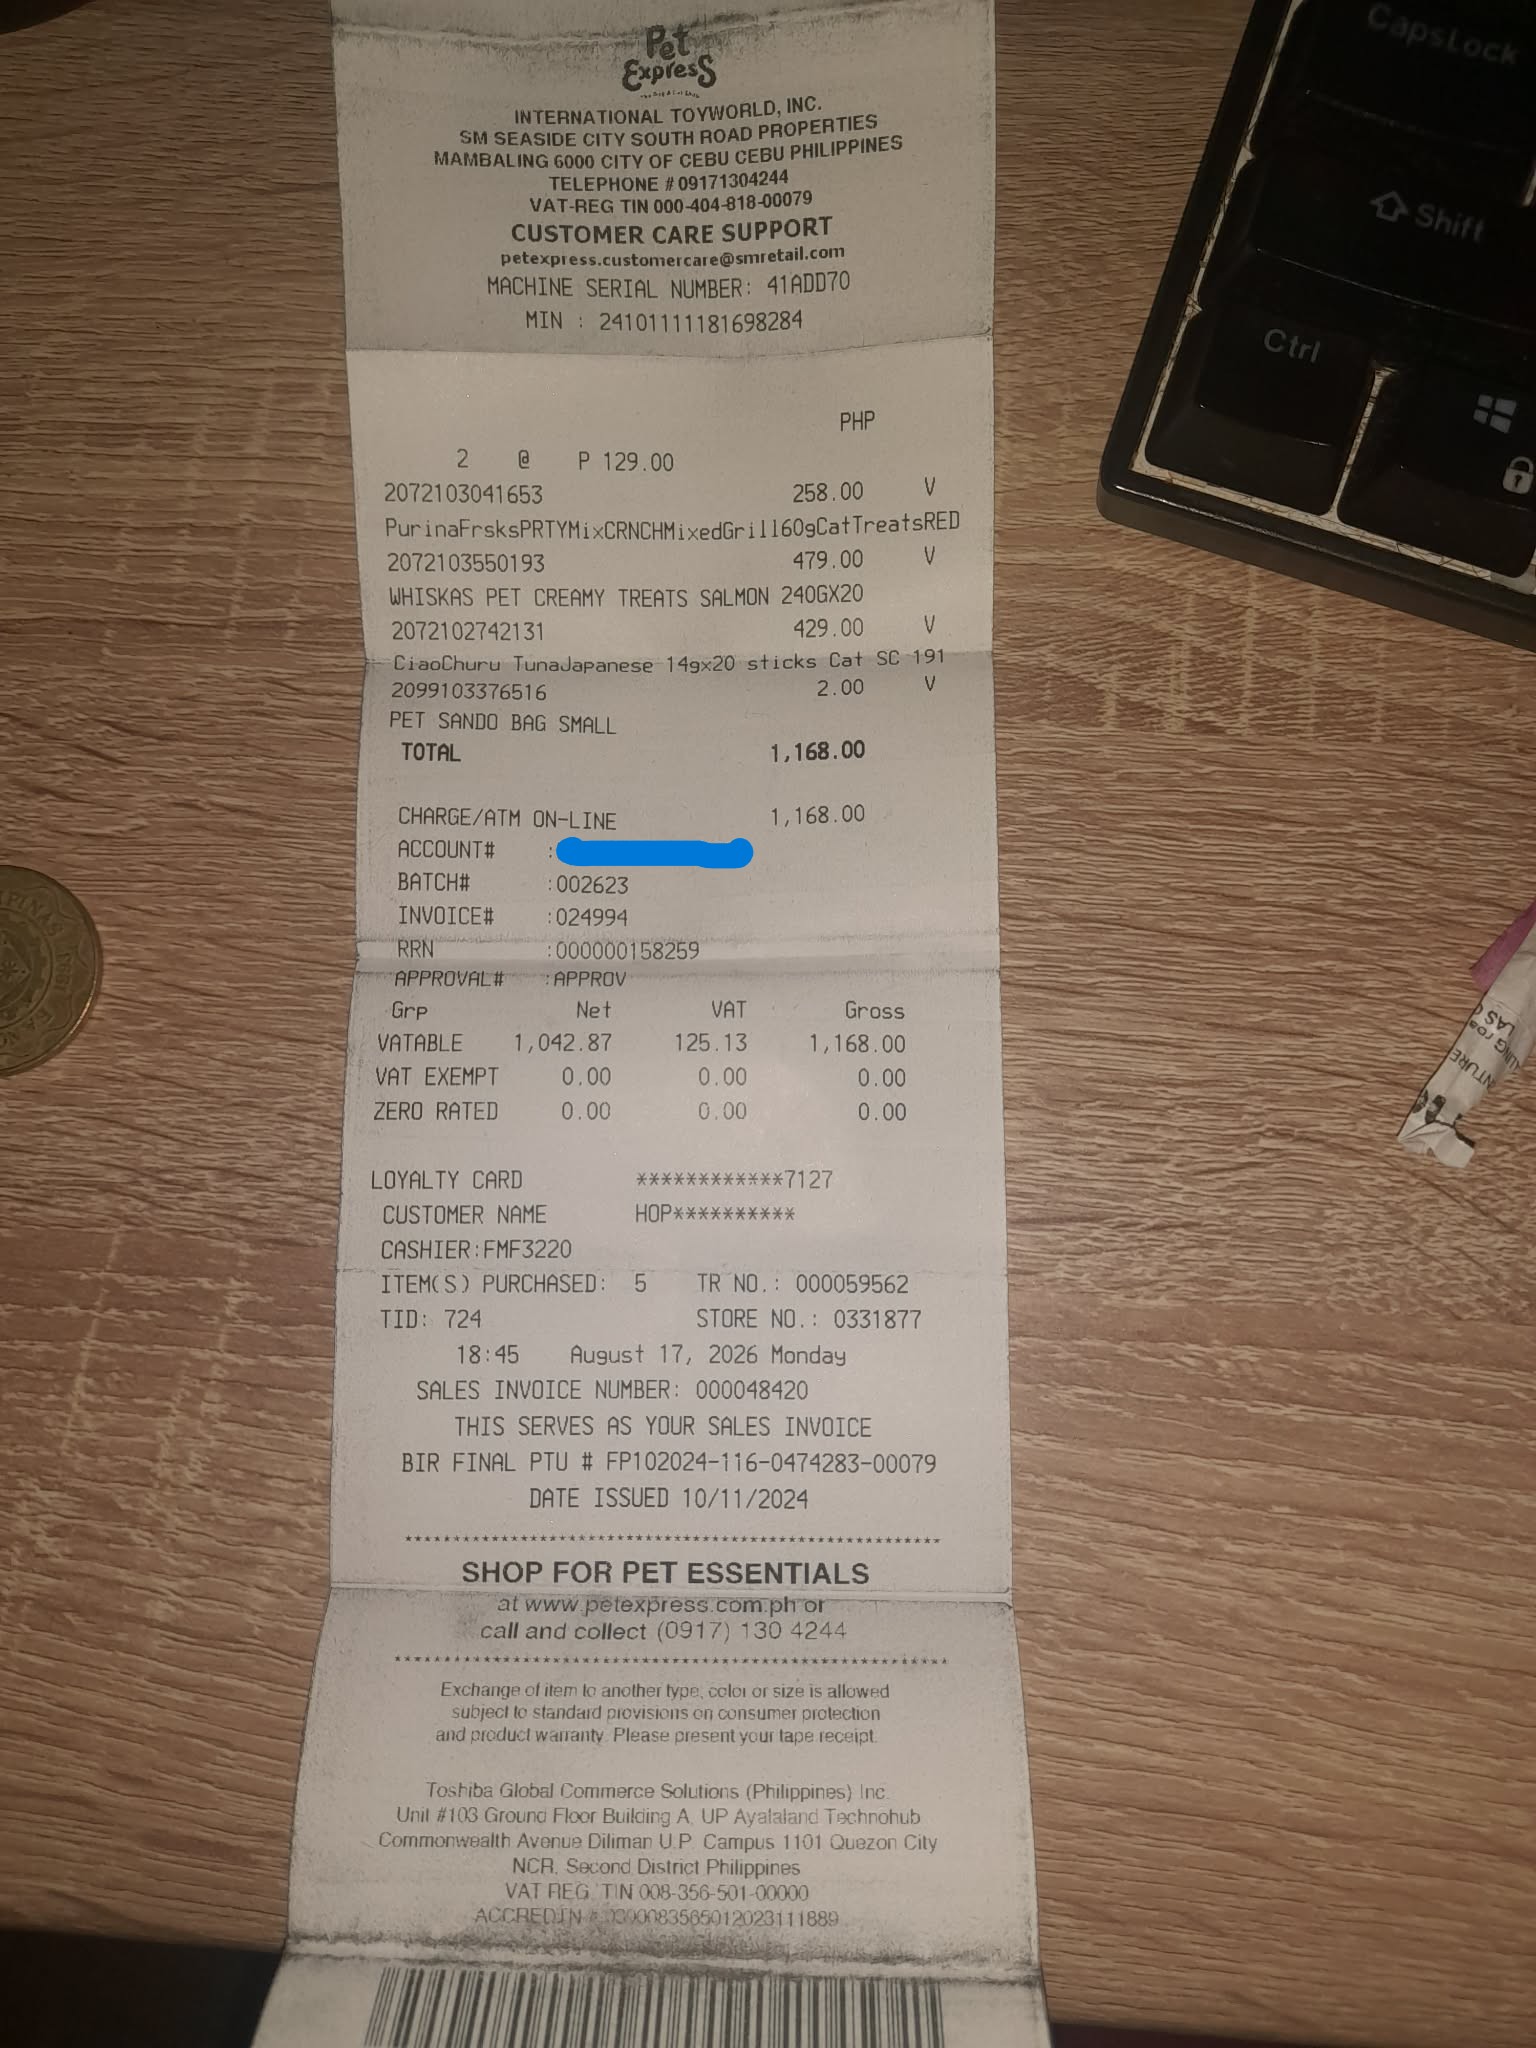 Pet
Express
INTERNATIONAL TOYWORLD, INC.
SM SEASIDE CITY SOUTH ROAD PROPERTIES
MAMBALING 6000 CITY OF CEBU CEBU PHILIPPINES
TELEPHONE # 09171304244
VAT-REG TIN 000-404-818-00079
CUSTOMER CARE SUPPORT
petexpress.customercare@smretail.com
MACHINE SERIAL NUMBER: 41ADD70
MIN : 24101111181698284
PHP
2 @ P 129.00
2072103041653 258.00 V
PurinaFrsksPRTYMixCRNCHMixedGrill60gCatTreatsRED
2072103550193 479.00 V
WHISKAS PET CREAMY TREATS SALMON 240GX20
2072102742131 429.00 V
CiaoChuru TunaJapanese 14gx20 sticks Cat SC 191
2099103376516 2.00 V
PET SANDO BAG SMALL
TOTAL 1,168.00
CHARGE/ATM ON-LINE 1,168.00
ACCOUNT# :
BATCH# :002623
INVOICE# :024994
RRN :000000158259
APPROVAL# :APPROV
Grp Net VAT Gross
VATABLE 1,042.87 125.13 1,168.00
VAT EXEMPT 0.00 0.00 0.00
ZERO RATED 0.00 0.00 0.00
LOYALTY CARD ************7127
CUSTOMER NAME HOP**********
CASHIER:FMF3220
ITEM(S) PURCHASED: 5 TR NO.: 000059562
TID: 724 STORE NO.: 0331877
18:45 August 17, 2026 Monday
SALES INVOICE NUMBER: 000048420
THIS SERVES AS YOUR SALES INVOICE
BIR FINAL PTU # FP102024-116-0474283-00079
DATE ISSUED 10/11/2024
SHOP FOR PET ESSENTIALS
at www.petexpress.com.ph or
call and collect (0917) 130 4244
Exchange of item to another type, color or size is allowed
subject to standard provisions on consumer protection
and product warranty. Please present your tape receipt.
Toshiba Global Commerce Solutions (Philippines) Inc.
Unit #103 Ground Floor Building A, UP Ayalaland Technohub
Commonwealth Avenue Diliman U.P. Campus 1101 Quezon City
NCR, Second District Philippines
VAT REG. TIN 008-356-501-00000
CapsLock
Shift
Ctrl